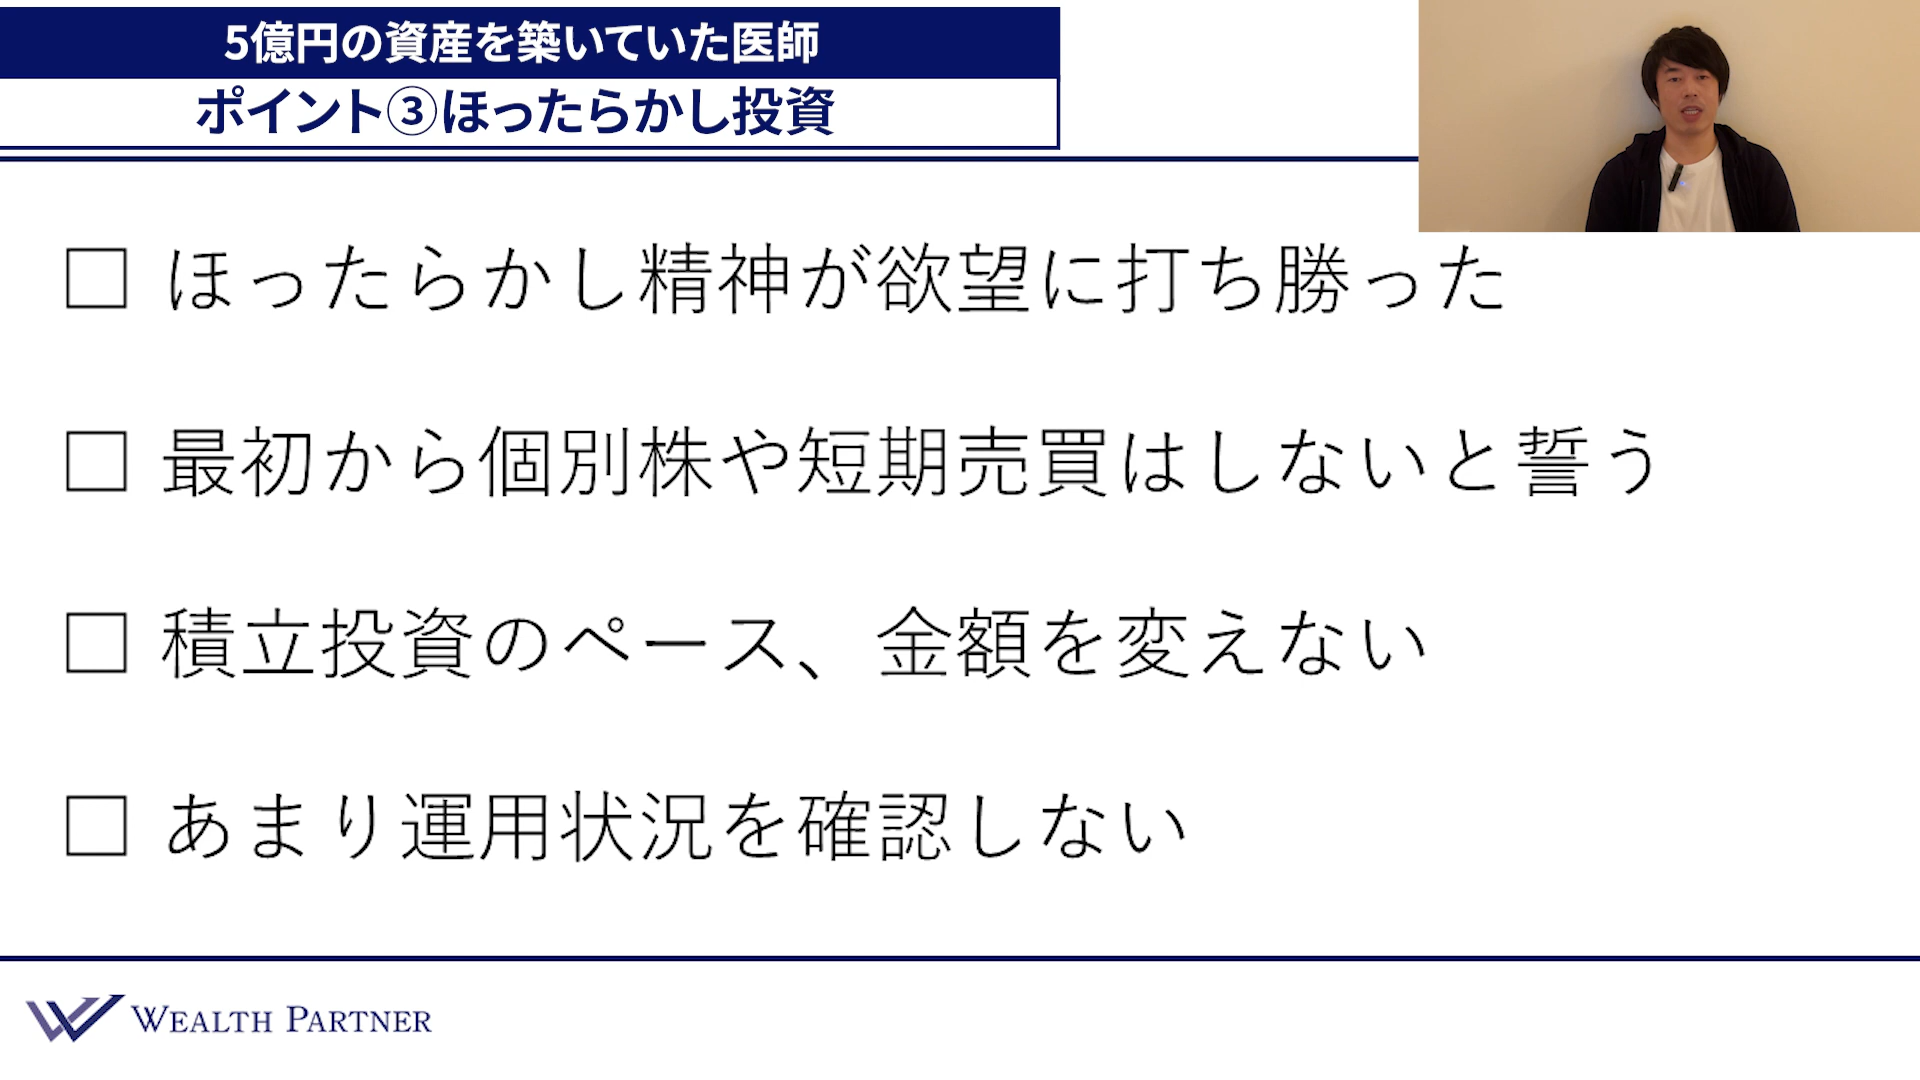 5億円の資産を築いていた医師
ポイント③ほったらかし投資
□ ほったらかし精神が欲望に打ち勝った
□ 最初から個別株や短期売買はしないと誓う
□ 積立投資のペース、金額を変えない
□ あまり運用状況を確認しない
WEALTH PARTNER